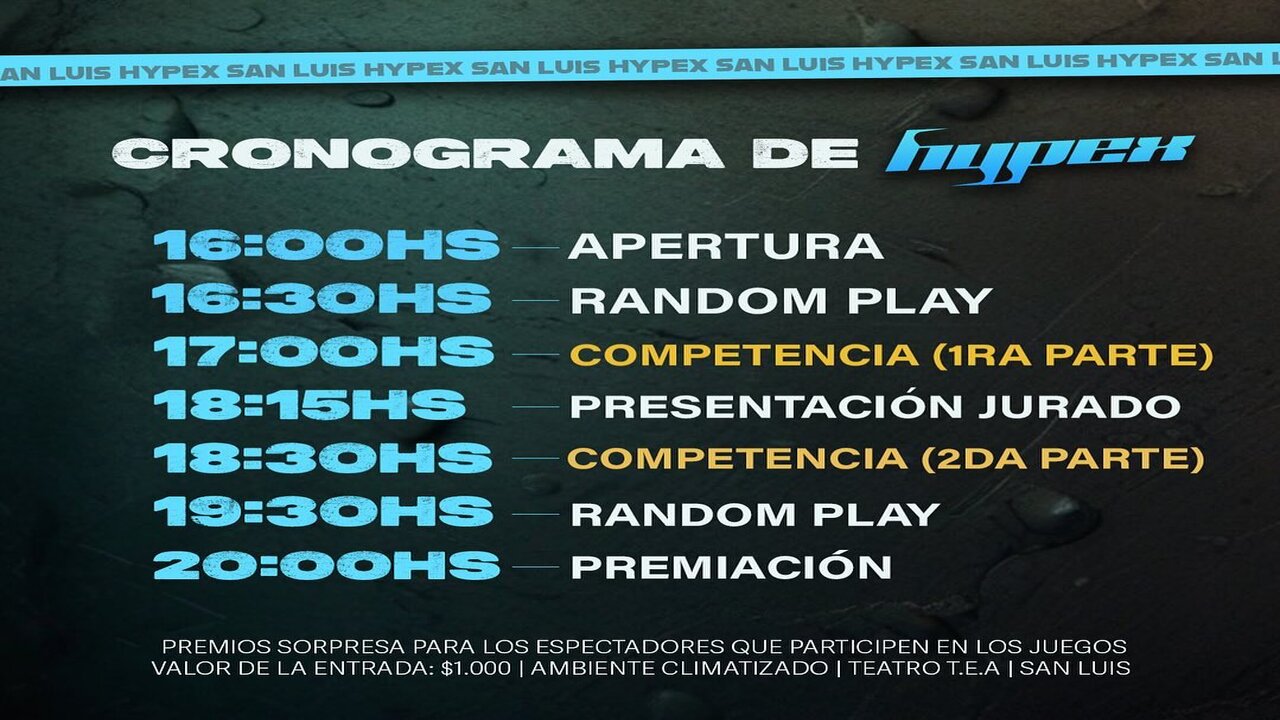 AN LUIS HYPEX SAN LUIS HYPEX SAN LUIS HYPEX SAN LUIS HYPEX SAN LUIS HYPEX SAN L
CRONOGRAMA DE hypex
16:00HS — APERTURA
16:30HS — RANDOM PLAY
17:00HS — COMPETENCIA (1RA PARTE)
18:15HS — PRESENTACIÓN JURADO
18:30HS — COMPETENCIA (2DA PARTE)
19:30HS — RANDOM PLAY
20:00HS — PREMIACIÓN
PREMIOS SORPRESA PARA LOS ESPECTADORES QUE PARTICIPEN EN LOS JUEGOS
VALOR DE LA ENTRADA: $1.000 | AMBIENTE CLIMATIZADO | TEATRO T.E.A | SAN LUIS